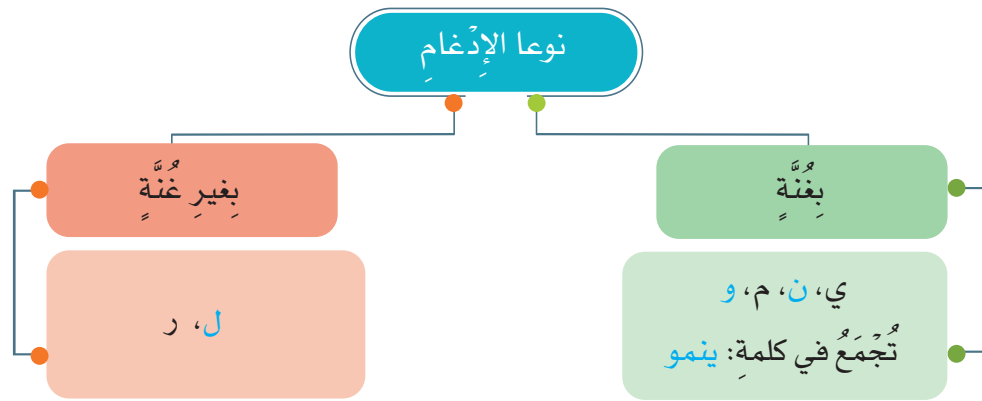 نوعا الإِدْغامِ
بِغُنَّةٍ
ي، ن، م، و
تُجْمَعُ في كلمةِ: ينمو
بِغيرِ غُنَّةٍ
ل، ر